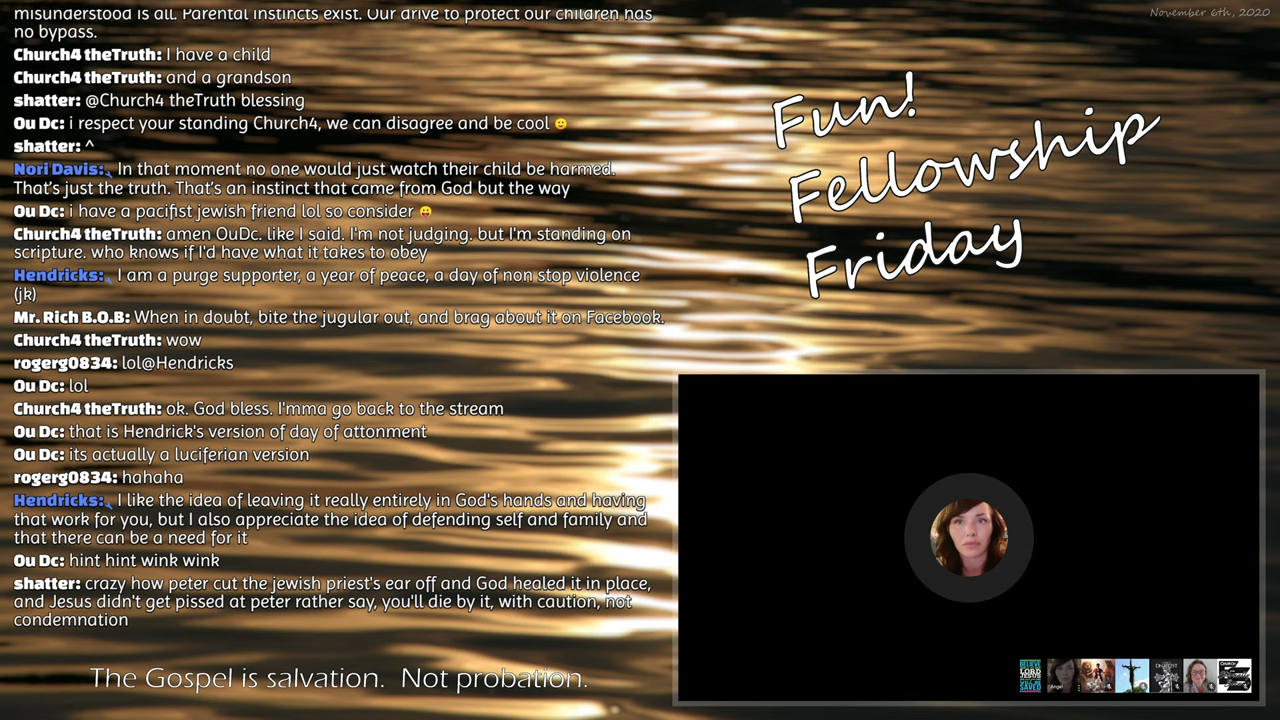 misunderstood is all. Parental instincts exist. Our drive to protect our children has
no bypass.
Church4 theTruth: I have a child
Church4 theTruth: and a grandson
shatter: @Church4 theTruth blessing
Ou Dc: i respect your standing Church4, we can disagree and be cool 🙂
shatter: ^
Nori Davis: In that moment no one would just watch their child be harmed.
That's just the truth. That's an instinct that came from God but the way
Ou Dc: i have a pacifist jewish friend lol so consider 😛
Church4 theTruth: amen OuDc. like I said. I'm not judging. but I'm standing on
scripture. who knows if I'd have what it takes to obey
Hendricks: I am a purge supporter, a year of peace, a day of non stop violence
(jk)
Mr. Rich B.O.B: When in doubt, bite the jugular out, and brag about it on Facebook.
Church4 theTruth: wow
rogerg0834: lol@Hendricks
Ou Dc: lol
Church4 theTruth: ok. God bless. I'mma go back to the stream
Ou Dc: that is Hendrick's version of day of attonment
Ou Dc: its actually a luciferian version
rogerg0834: hahaha
Hendricks: I like the idea of leaving it really entirely in God's hands and having
that work for you, but I also appreciate the idea of defending self and family and
that there can be a need for it
Ou Dc: hint hint wink wink
shatter: crazy how peter cut the jewish priest's ear off and God healed it in place,
and Jesus didn't get pissed at peter rather say, you'll die by it, with caution, not
condemnation
The Gospel is salvation. Not probation.
November 6th, 2020
Fun!
Fellowship
Friday
BELIEVE
LORD
JESUS
SAVED
Angel
CHURCH